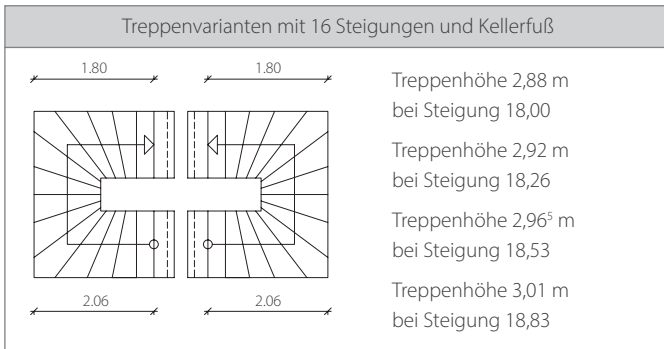 Treppenvarianten mit 16 Steigungen und Kellerfuß
1.80 1.80
Treppenhöhe 2,88 m
bei Steigung 18,00
Treppenhöhe 2,92 m
bei Steigung 18,26
Treppenhöhe 2,96⁵ m
bei Steigung 18,53
Treppenhöhe 3,01 m
bei Steigung 18,83
2.06 2.06